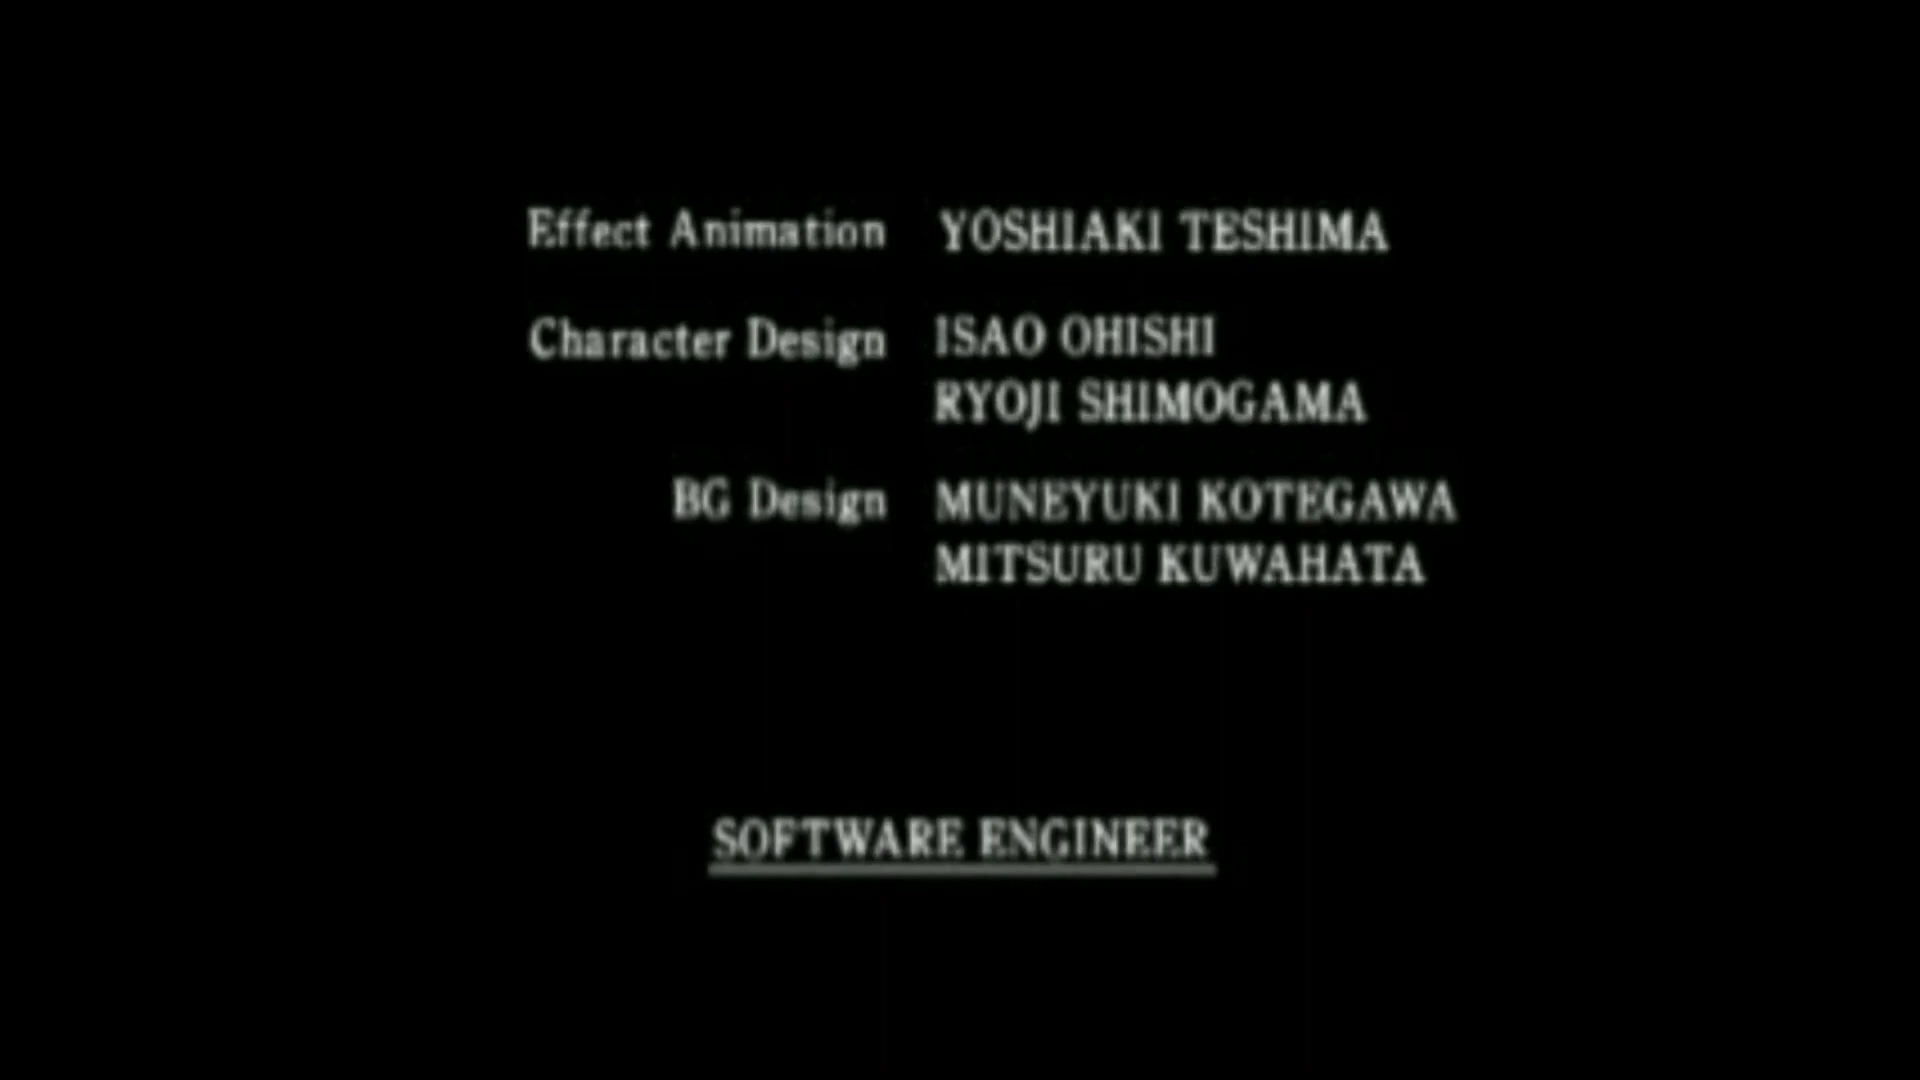 Effect Animation YOSHIAKI TESHIMA
Character Design ISAO OHISHI
RYOJI SHIMOGAMA
BG Design MUNEYUKI KOTEGAWA
MITSURU KUWAHATA
SOFTWARE ENGINEER